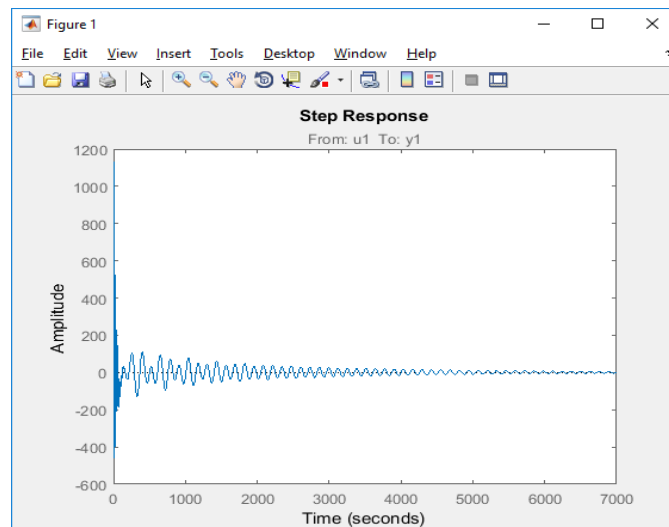 Figure 1
File Edit View Insert Tools Desktop Window Help
Step Response
From: u1 To: y1
1200
1000
800
600
400
200
0
-200
-400
-600
Amplitude
0 1000 2000 3000 4000 5000 6000 7000
Time (seconds)